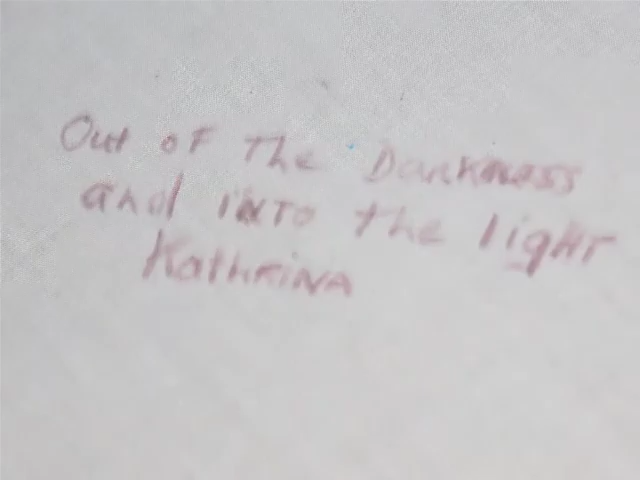 Out of The Darkness
and into the light
Kathrina